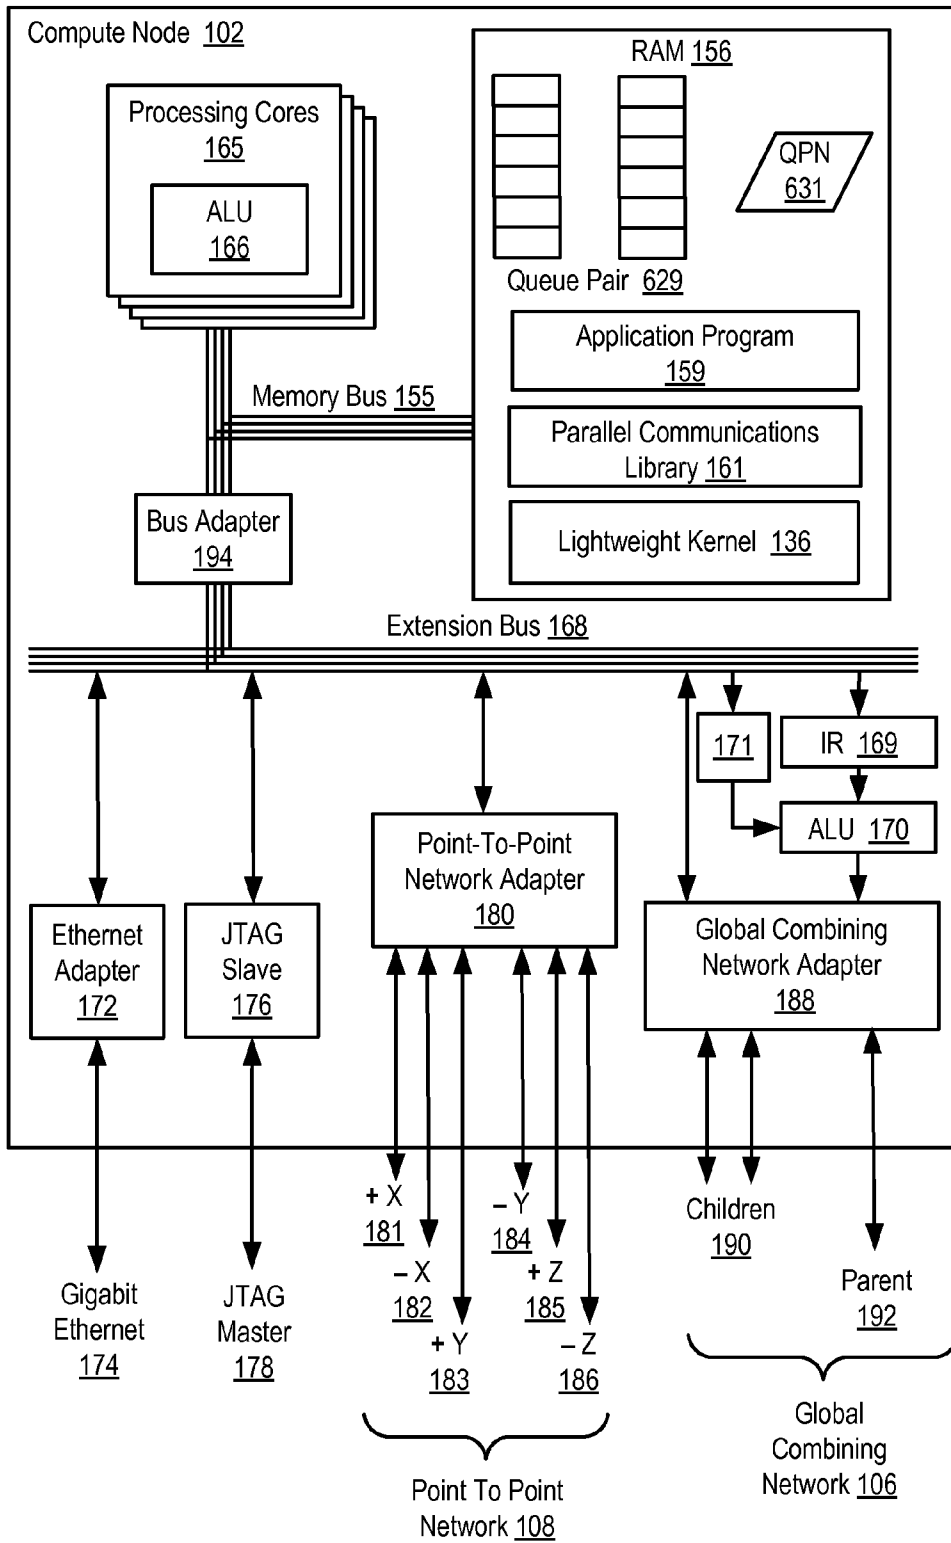 Compute Node 102
RAM 156
Processing Cores
165
ALU
166
QPN
631
Queue Pair 629
Application Program
159
Memory Bus 155
Parallel Communications
Library 161
Bus Adapter
194
Lightweight Kernel 136
Extension Bus 168
171
IR 169
ALU 170
Point-To-Point
Network Adapter
180
Ethernet
Adapter
172
JTAG
Slave
176
Global Combining
Network Adapter
188
+ X
181
– X
182
+ Y
183
– Y
184
+ Z
185
– Z
186
Children
190
Parent
192
Gigabit
Ethernet
174
JTAG
Master
178
Point To Point
Network 108
Global
Combining
Network 106